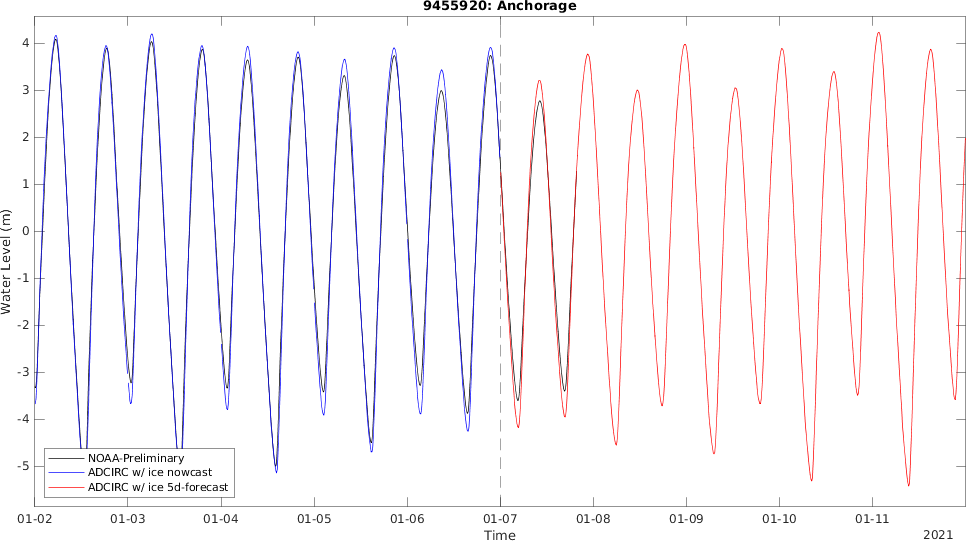 9455920: Anchorage
Water Level (m)
4
3
2
1
0
-1
-2
-3
-4
-5
NOAA-Preliminary
ADCIRC w/ ice nowcast
ADCIRC w/ ice 5d-forecast
01-02 01-03 01-04 01-05 01-06 01-07 01-08 01-09 01-10 01-11
Time
2021